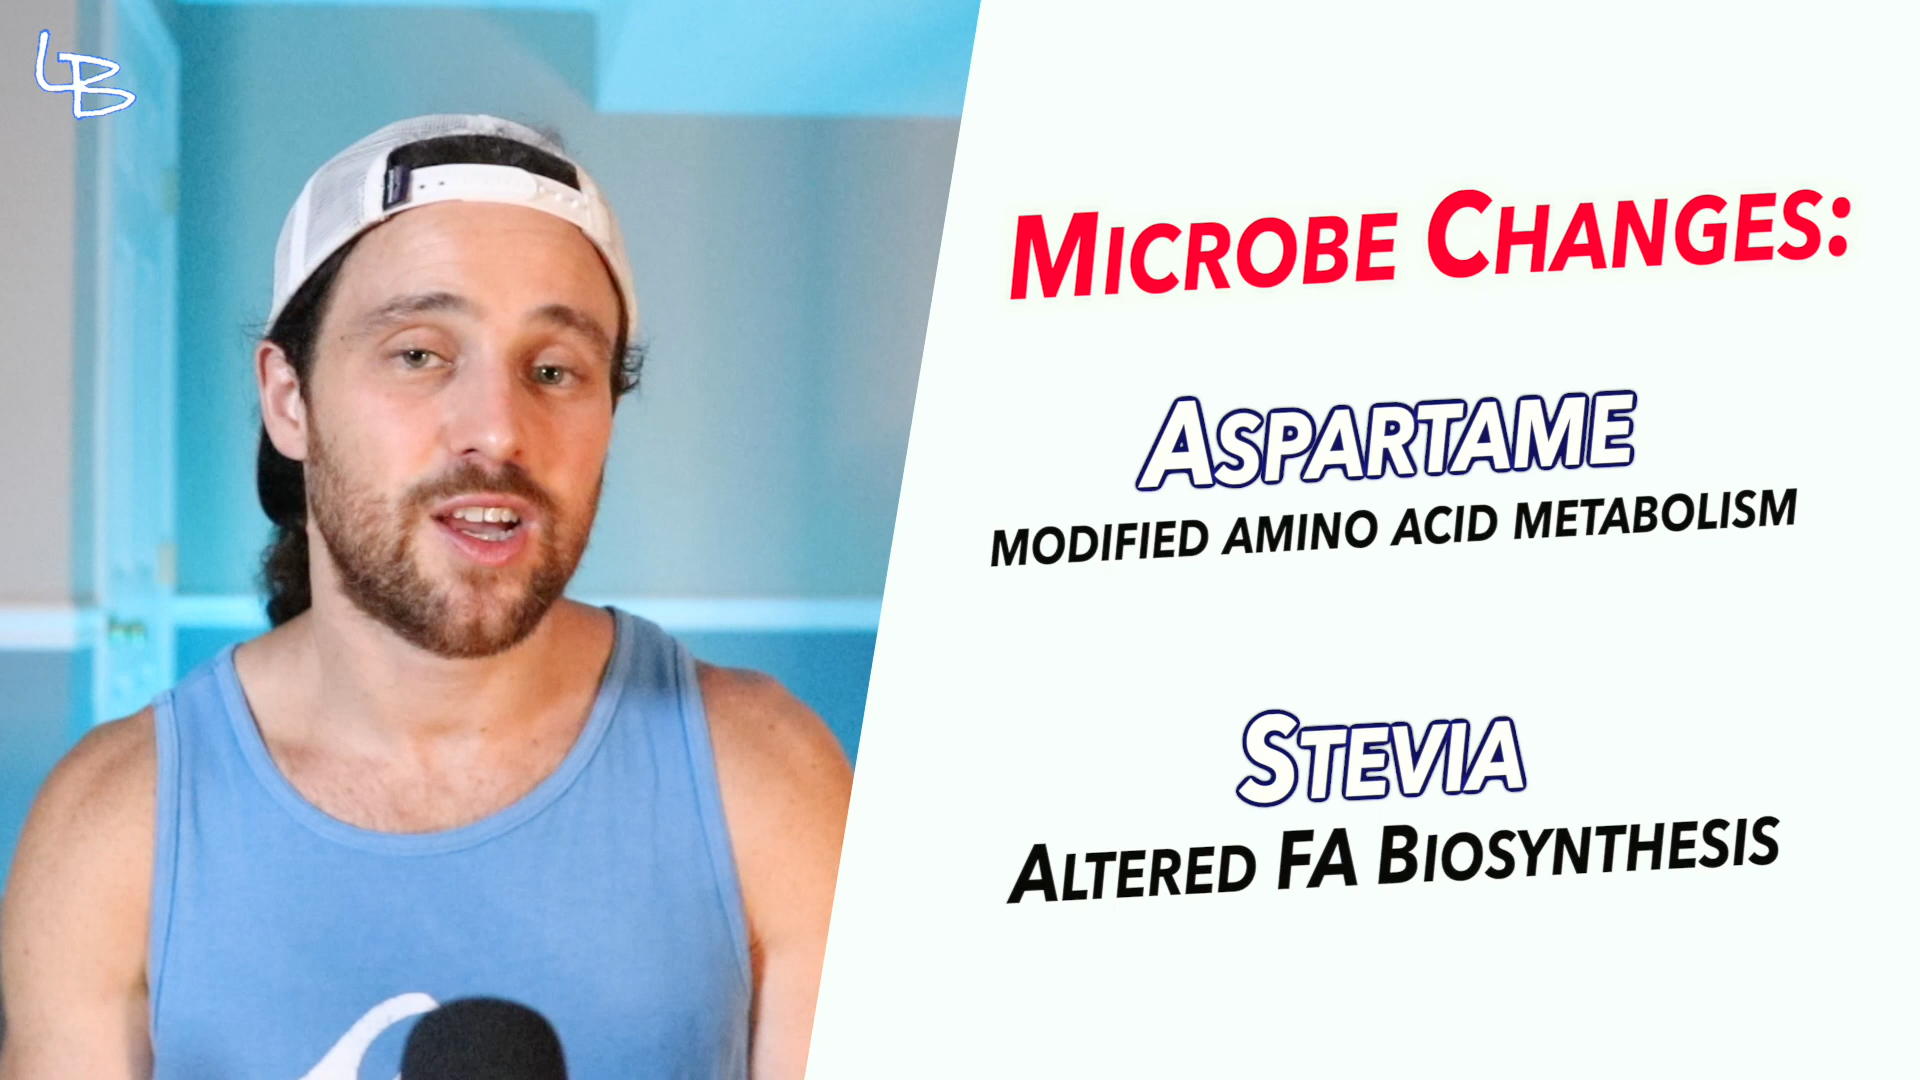 LB
MICROBE CHANGES:
ASPARTAME
MODIFIED AMINO ACID METABOLISM
STEVIA
ALTERED FA BIOSYNTHESIS